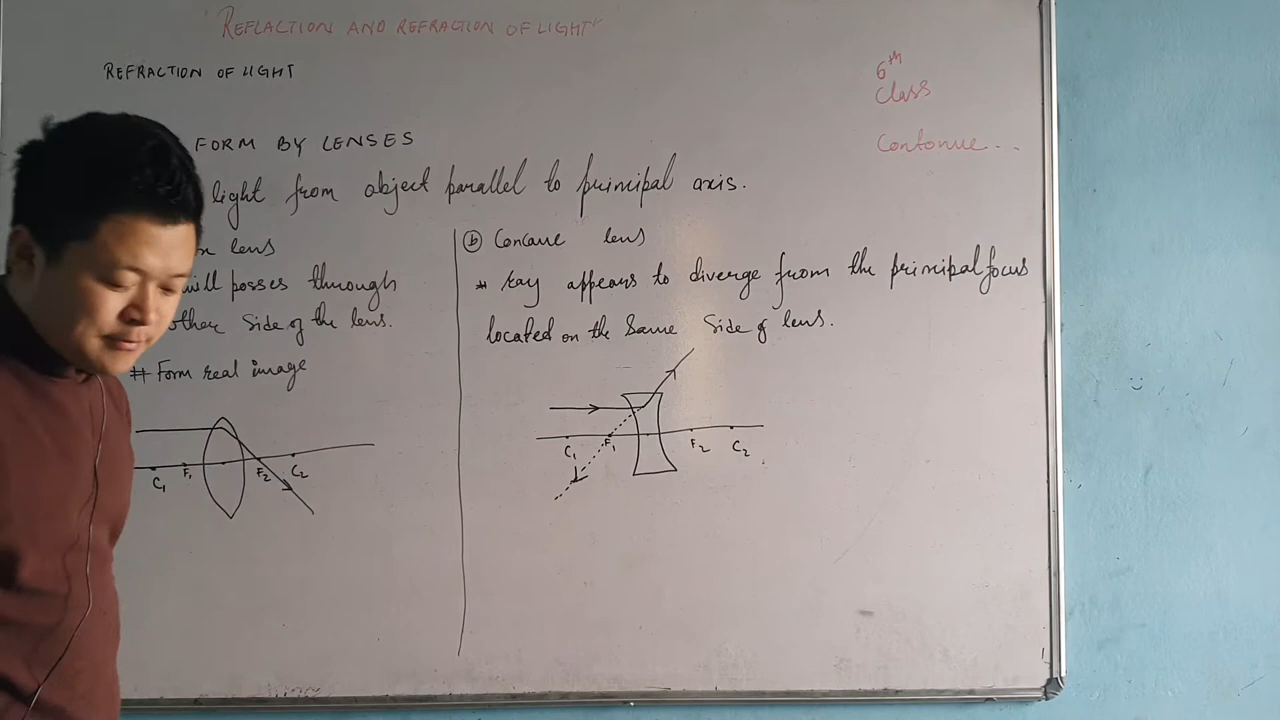 REFLACTION AND REFRACTION OF LIGHT
REFRACTION OF LIGHT
6th
Class
Contonue...
FORM BY LENSES
light from object parallel to principal axis.
lens
will posses through
other side of the lens.
# Form real image
C1 F1 F2 C2
ⓑ Concave lens
* ray appears to diverge from the principal focus
located on the same side of lens.
C1 F1 F2 C2